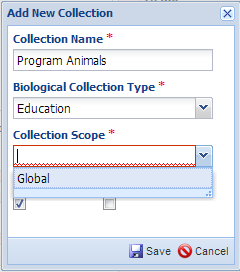 Add New Collection
Collection Name *
Program Animals
Biological Collection Type *
Education
Collection Scope *
Global
Save Cancel